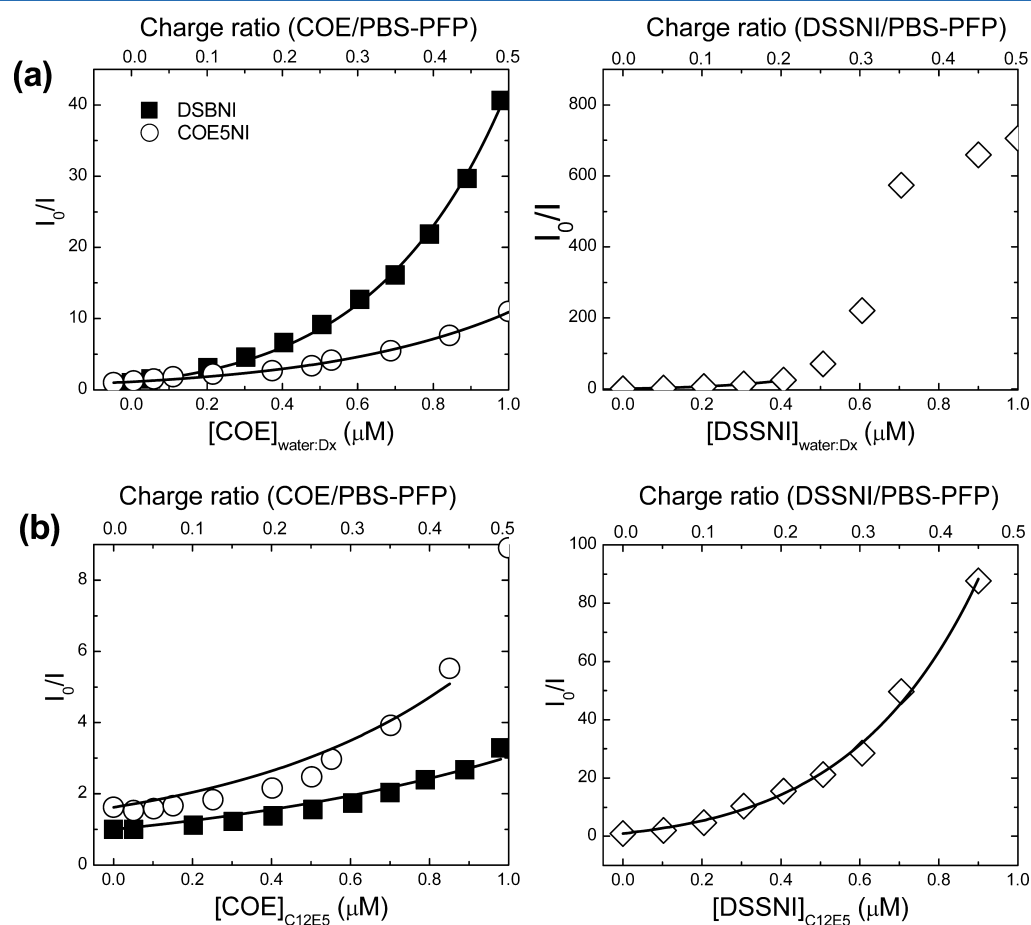 Charge ratio (COE/PBS-PFP)
0.0 0.1 0.2 0.3 0.4 0.5
(a)
DSBNI
COE5NI
40
30
20
10
0
I0/I
0.0 0.2 0.4 0.6 0.8 1.0
[COE]water:Dx (μM)
Charge ratio (DSSNI/PBS-PFP)
0.0 0.1 0.2 0.3 0.4 0.5
800
600
400
200
0
I0/I
0.0 0.2 0.4 0.6 0.8 1.0
[DSSNI]water:Dx (μM)
Charge ratio (COE/PBS-PFP)
(b)
0.0 0.1 0.2 0.3 0.4 0.5
8
6
4
2
0
I0/I
0.0 0.2 0.4 0.6 0.8 1.0
[COE]C12E5 (μM)
Charge ratio (DSSNI/PBS-PFP)
0.0 0.1 0.2 0.3 0.4 0.5
100
80
60
40
20
0
I0/I
0.0 0.2 0.4 0.6 0.8 1.0
[DSSNI]C12E5 (μM)